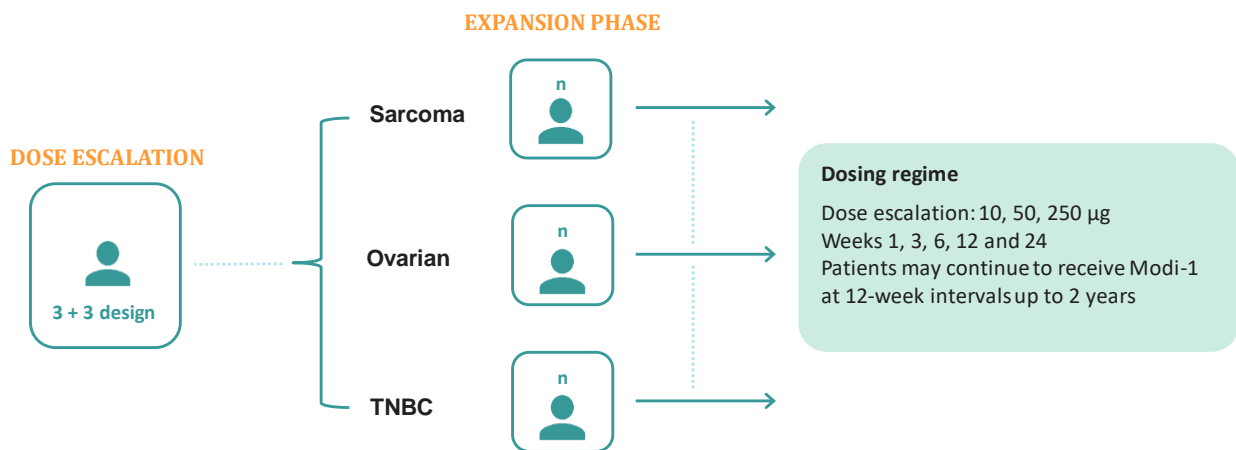 EXPANSION PHASE
DOSE ESCALATION
3 + 3 design
Sarcoma
n
Ovarian
n
TNBC
n
Dosing regime
Dose escalation: 10, 50, 250 µg
Weeks 1, 3, 6, 12 and 24
Patients may continue to receive Modi-1
at 12-week intervals up to 2 years